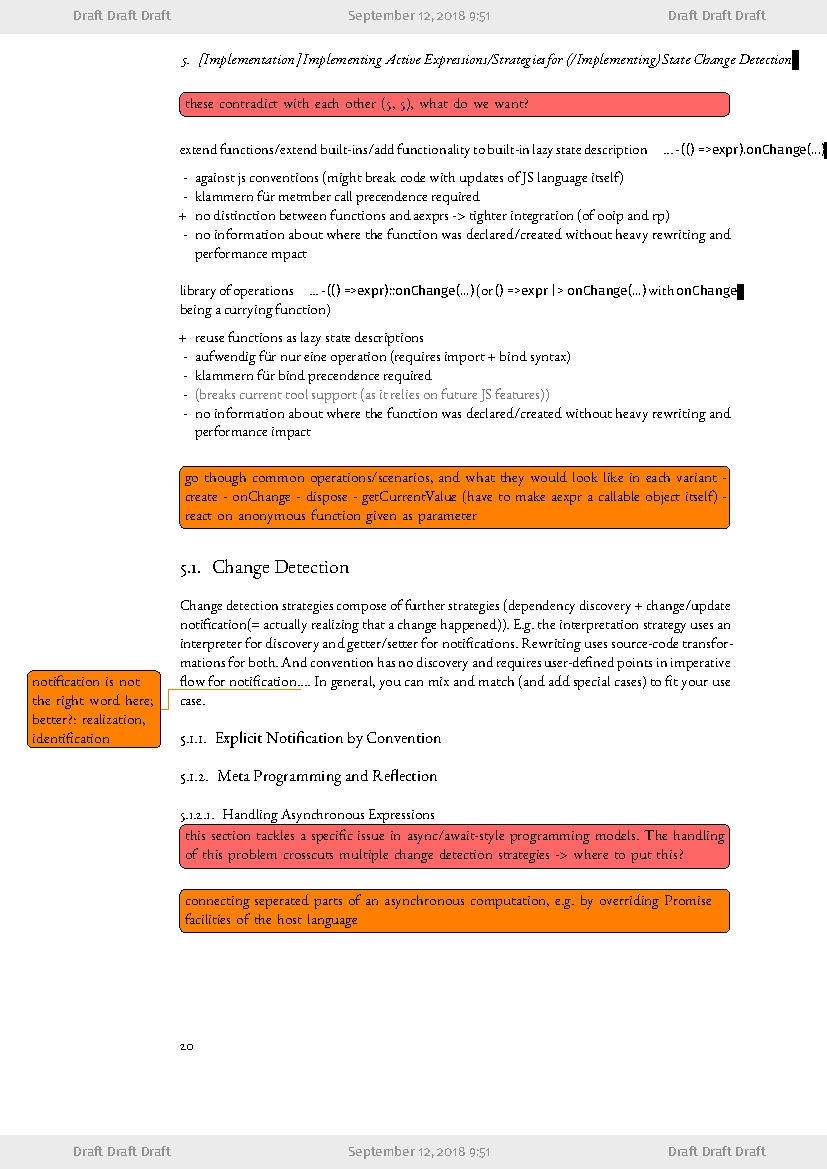 Draft Draft Draft September 12, 2018 9:51 Draft Draft Draft
5. [Implementation] Implementing Active Expressions/Strategies for (/Implementing) State Change Detection
these contradict with each other (5, 5), what do we want?
extend functions/extend built-ins/add functionality to built-in lazy state description ... -(() =>expr).onChange(...)
- against js conventions (might break code with updates of JS language itself)
- klammern für metmber call precendence required
+ no distinction between functions and aexprs -> tighter integration (of ooip and rp)
- no information about where the function was declared/created without heavy rewriting and
performance mpact
library of operations ... -(() =>expr)::onChange(...) (or () =>expr |> onChange(...) with onChange
being a currying function)
+ reuse functions as lazy state descriptions
- aufwendig für nur eine operation (requires import + bind syntax)
- klammern für bind precendence required
- (breaks current tool support (as it relies on future JS features))
- no information about where the function was declared/created without heavy rewriting and
performance impact
go though common operations/scenarios, and what they would look like in each variant -
create - onChange - dispose - getCurrentValue (have to make aexpr a callable object itself) -
react on anonymous function given as parameter
5.1. Change Detection
Change detection strategies compose of further strategies (dependency discovery + change/update
notification(= actually realizing that a change happened)). E.g. the interpretation strategy uses an
interpreter for discovery and getter/setter for notifications. Rewriting uses source-code transfor-
mations for both. And convention has no discovery and requires user-defined points in imperative
flow for notification.... In general, you can mix and match (and add special cases) to fit your use
case.
notification is not
the right word here;
better?: realization,
identification
5.1.1. Explicit Notification by Convention
5.1.2. Meta Programming and Reflection
5.1.2.1. Handling Asynchronous Expressions
this section tackles a specific issue in async/await-style programming models. The handling
of this problem crosscuts multiple change detection strategies -> where to put this?
connecting seperated parts of an asynchronous computation, e.g. by overriding Promise
facilities of the host language
20
Draft Draft Draft September 12, 2018 9:51 Draft Draft Draft